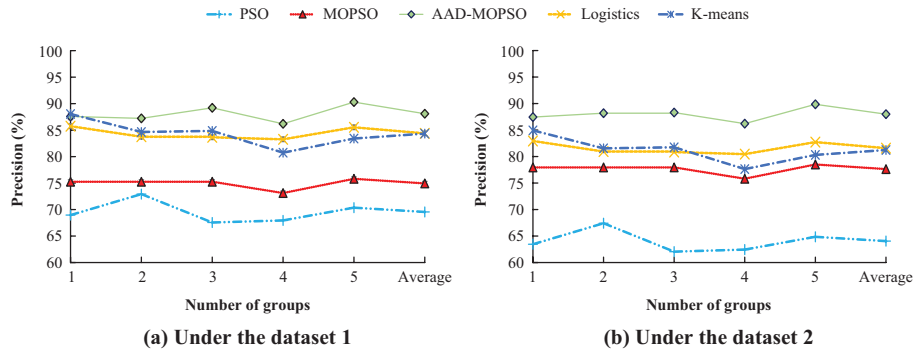 PSO MOPSO AAD-MOPSO Logistics K-means
Precision (%)
100
95
90
85
80
75
70
65
60
1 2 3 4 5 Average
Number of groups
(a) Under the dataset 1
Precision (%)
100
95
90
85
80
75
70
65
60
1 2 3 4 5 Average
Number of groups
(b) Under the dataset 2